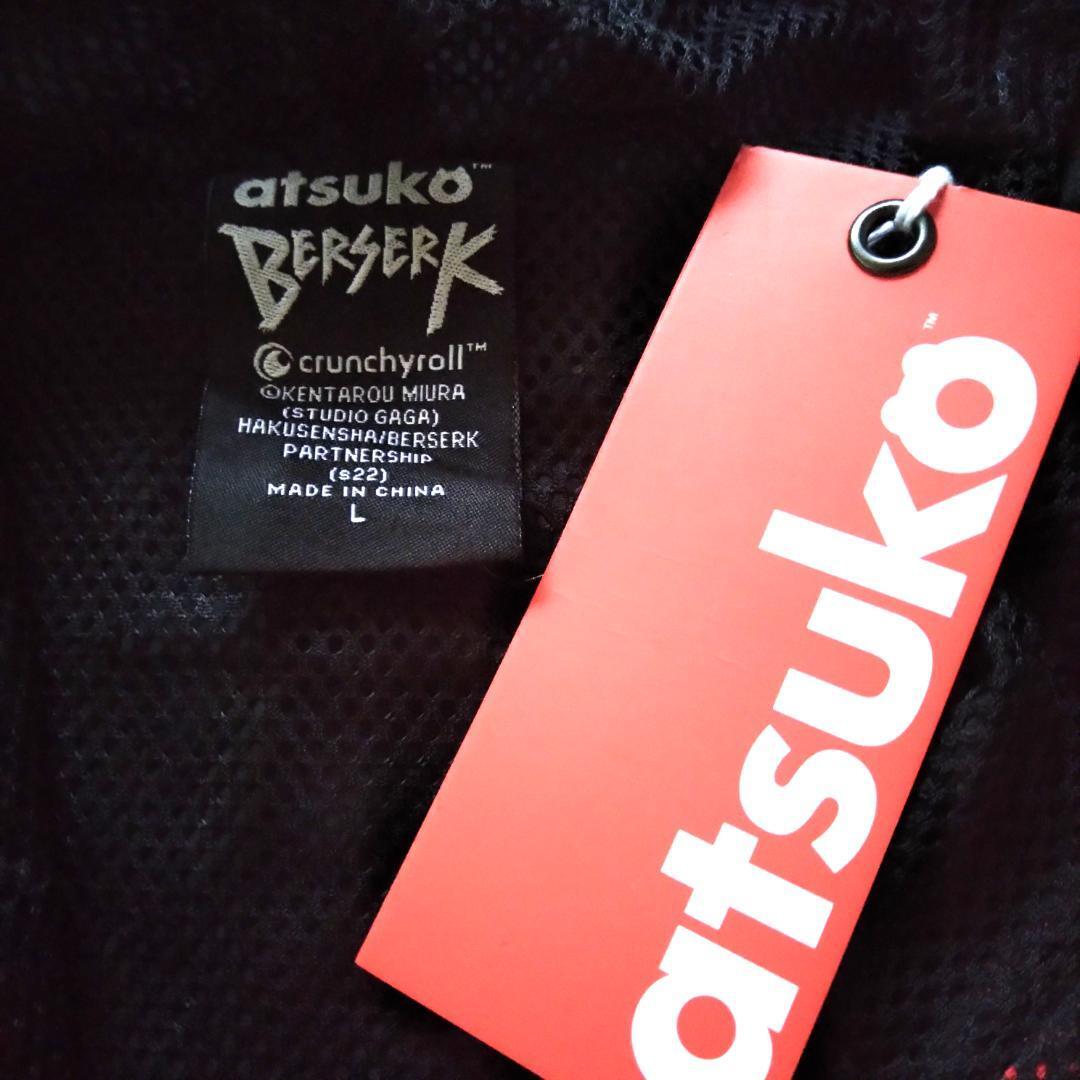 atsuko™
BERSERK
crunchyroll™
©KENTAROU MIURA
(STUDIO GAGA)
HAKUSENSHA/BERSERK
PARTNERSHIP
(S22)
MADE IN CHINA
L
atsuko™